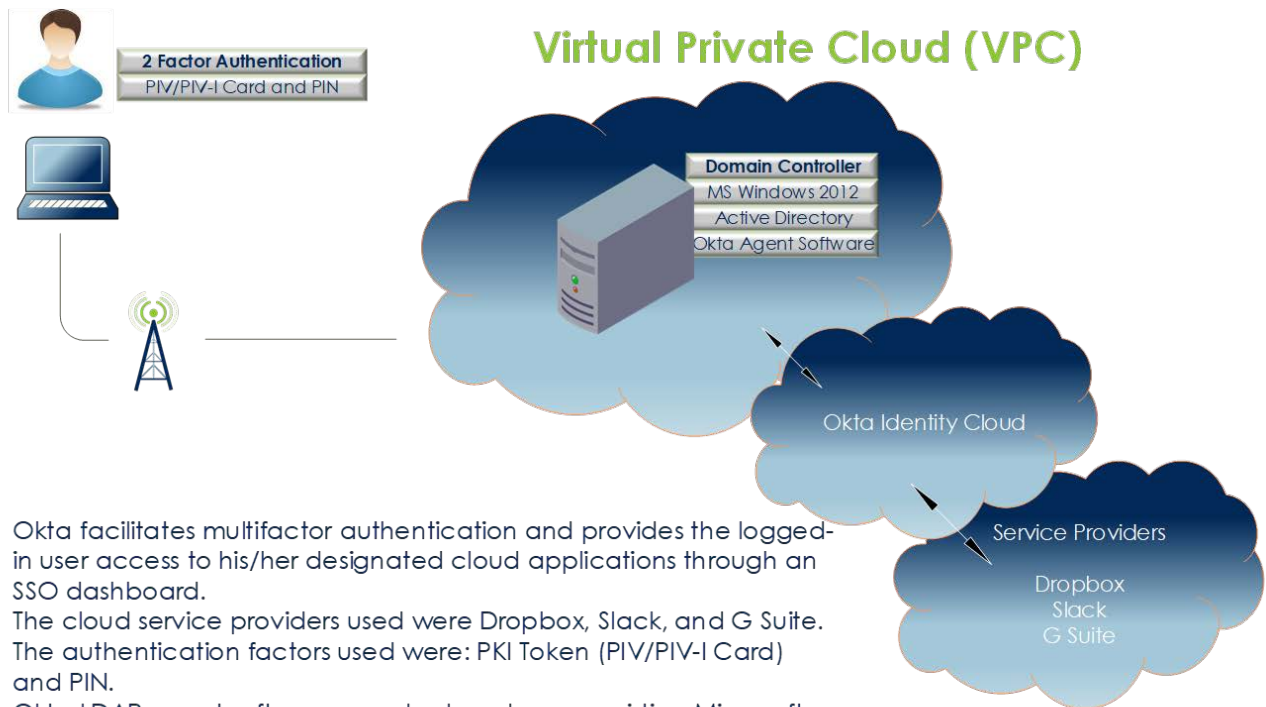 Virtual Private Cloud (VPC)
2 Factor Authentication
PIV/PIV-I Card and PIN
Domain Controller
MS Windows 2012
Active Directory
Okta Agent Software
Okta Identity Cloud
Service Providers
Dropbox
Slack
G Suite
Okta facilitates multifactor authentication and provides the logged-
in user access to his/her designated cloud applications through an
SSO dashboard.
The cloud service providers used were Dropbox, Slack, and G Suite.
The authentication factors used were: PKI Token (PIV/PIV-I Card)
and PIN.